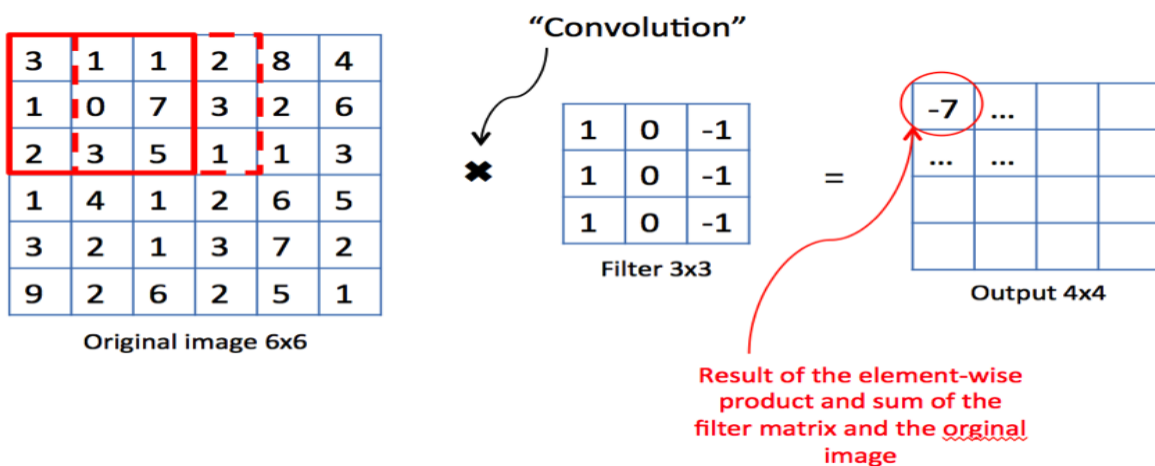 “Convolution”
3 1 1 2 8 4
1 0 7 3 2 6
2 3 5 1 1 3
1 4 1 2 6 5
3 2 1 3 7 2
9 2 6 2 5 1
Original image 6x6
✖
1 0 -1
1 0 -1
1 0 -1
Filter 3x3
=
-7 ...
... ...
Output 4x4
Result of the element-wise
product and sum of the
filter matrix and the orginal
image